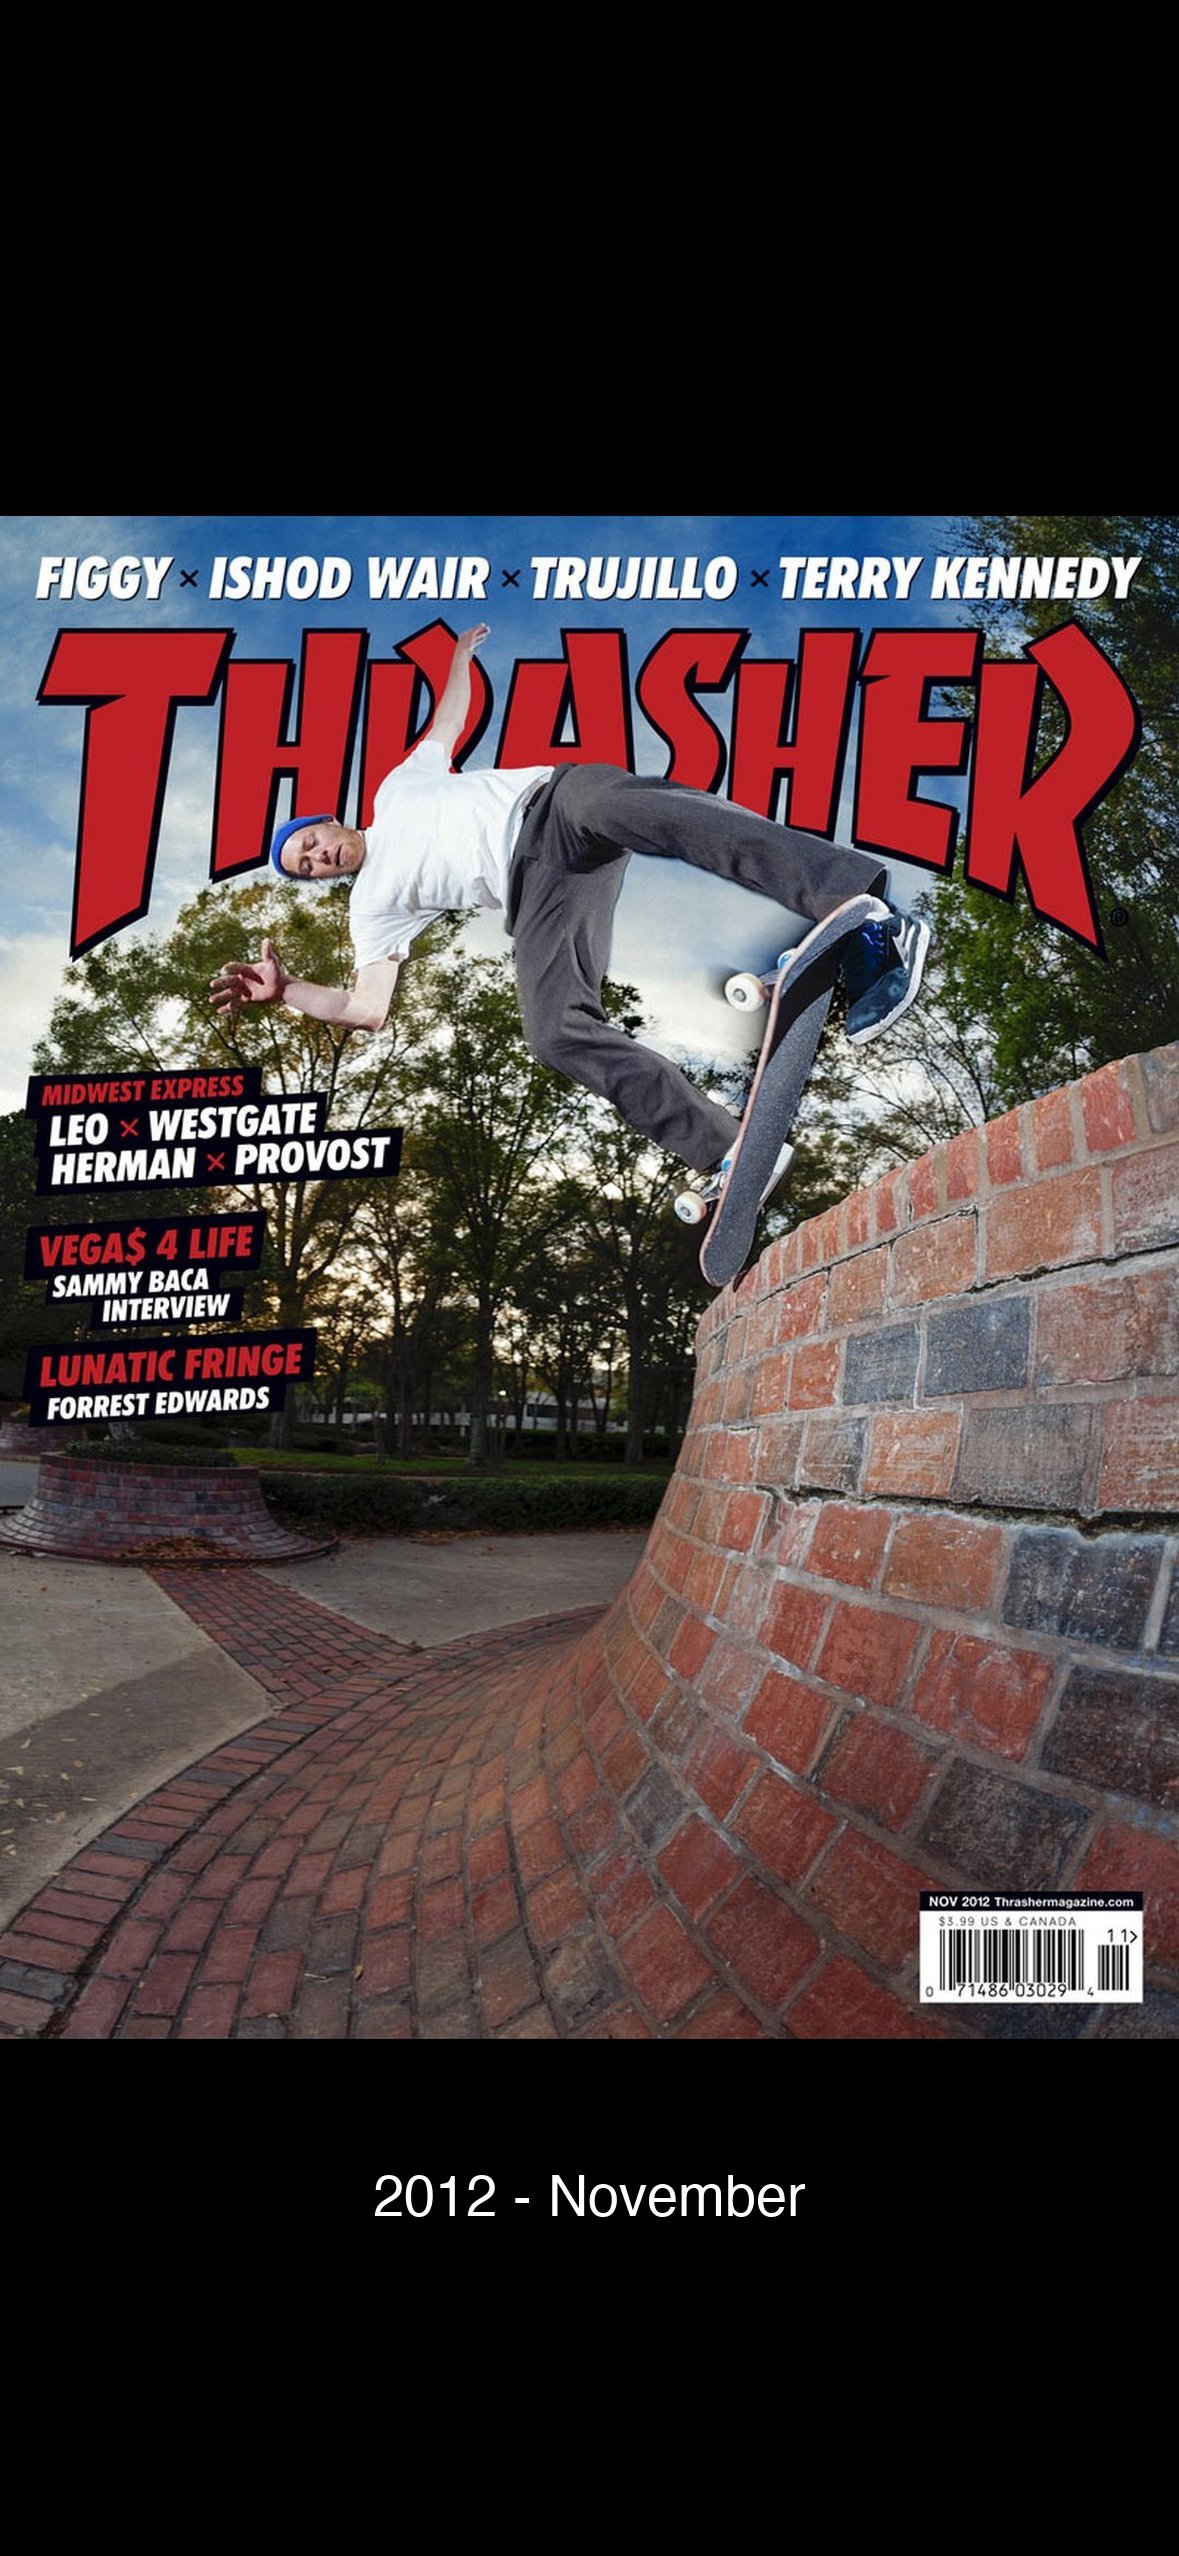 FIGGY × ISHOD WAIR × TRUJILLO × TERRY KENNEDY
THRASHER
®
MIDWEST EXPRESS
LEO × WESTGATE
HERMAN × PROVOST
VEGA$ 4 LIFE
SAMMY BACA
INTERVIEW
LUNATIC FRINGE
FORREST EDWARDS
NOV 2012 Thrashermagazine.com
$3.99 US & CANADA
11>
0 71486 03029 4
2012 - November